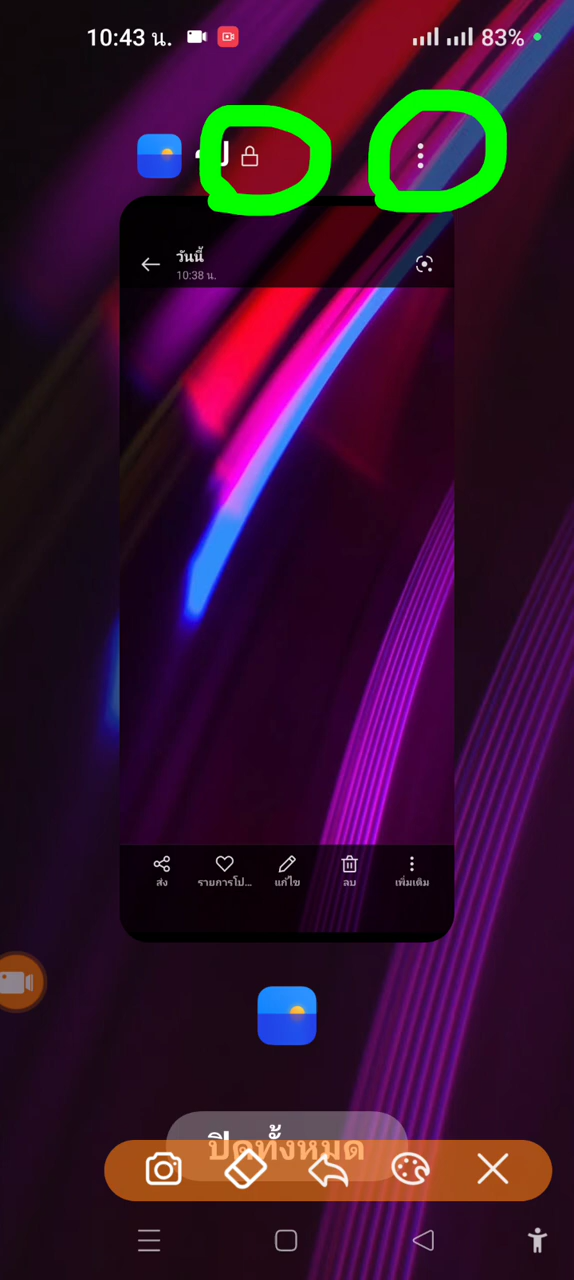 10:43 น. 83%
วันนี้
10:38 น.
ส่ง รายการโป... แก้ไข ลบ เพิ่มเติม
ปิดทั้งหมด